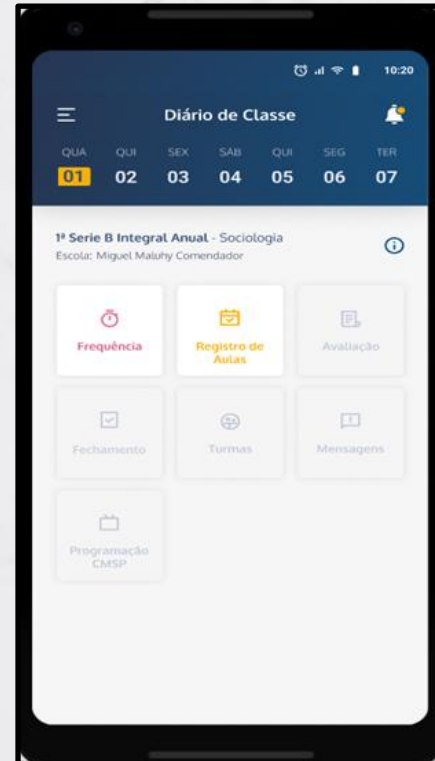 10:20
Diário de Classe
QUA QUI SEX SAB QUI SEG TER
01 02 03 04 05 06 07
1ª Serie B Integral Anual - Sociologia
Escola: Miguel Maluhy Comendador
Frequência
Registro de
Aulas
Avaliação
Fechamento
Turmas
Mensagens
Programação
CMSP